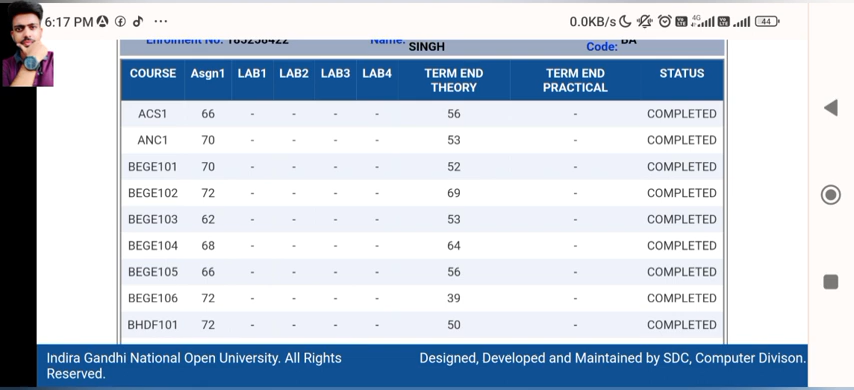 6:17 PM ... 0.0KB/s 4G 44
Enrolment No: Name: SINGH Code: BA
COURSE Asgn1 LAB1 LAB2 LAB3 LAB4 TERM END THEORY TERM END PRACTICAL STATUS
ACS1 66 - - - - 56 - COMPLETED
ANC1 70 - - - - 53 - COMPLETED
BEGE101 70 - - - - 52 - COMPLETED
BEGE102 72 - - - - 69 - COMPLETED
BEGE103 62 - - - - 53 - COMPLETED
BEGE104 68 - - - - 64 - COMPLETED
BEGE105 66 - - - - 56 - COMPLETED
BEGE106 72 - - - - 39 - COMPLETED
BHDF101 72 - - - - 50 - COMPLETED
Indira Gandhi National Open University. All Rights Reserved.
Designed, Developed and Maintained by SDC, Computer Divison.